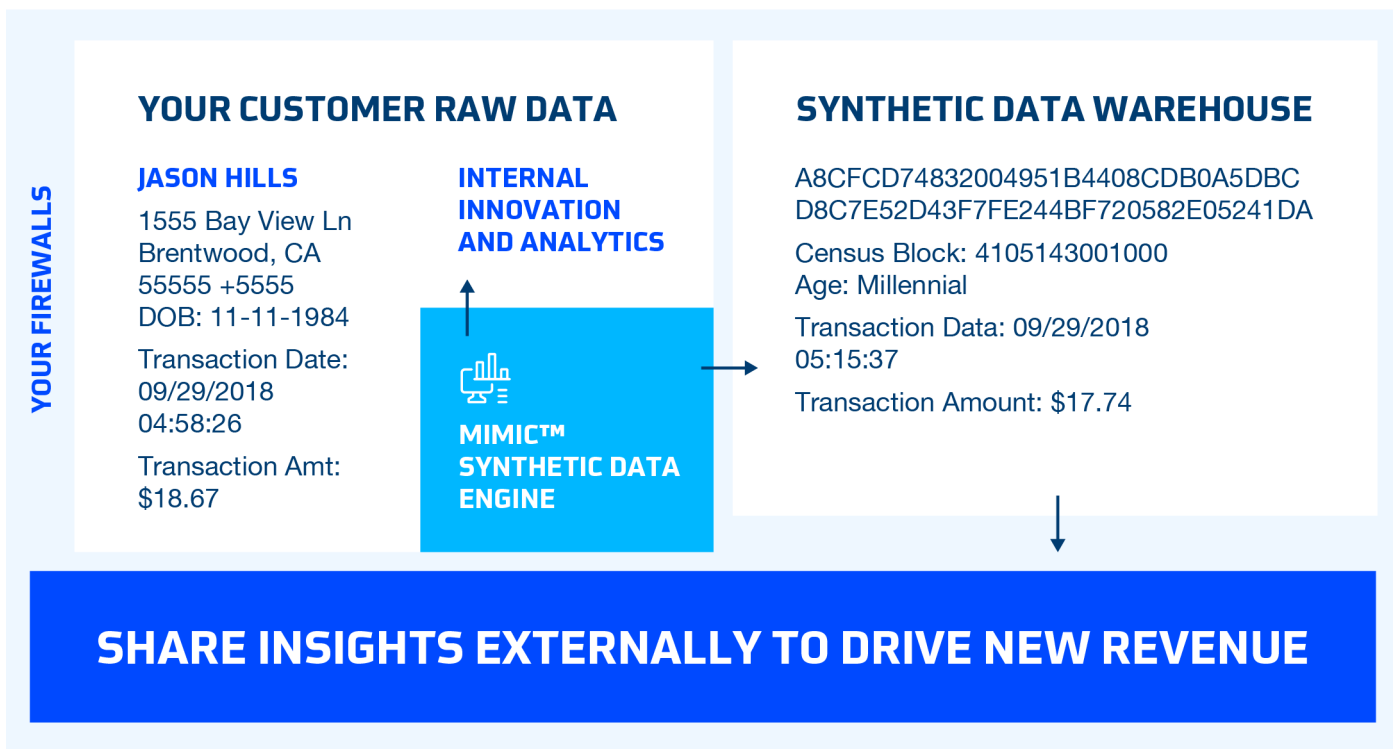 YOUR FIREWALLS
YOUR CUSTOMER RAW DATA
JASON HILLS
1555 Bay View Ln
Brentwood, CA
55555 +5555
DOB: 11-11-1984
Transaction Date:
09/29/2018
04:58:26
Transaction Amt:
$18.67
INTERNAL
INNOVATION
AND ANALYTICS
MIMIC™
SYNTHETIC DATA
ENGINE
SYNTHETIC DATA WAREHOUSE
A8CFCD74832004951B4408CDB0A5DBC
D8C7E52D43F7FE244BF720582E05241DA
Census Block: 4105143001000
Age: Millennial
Transaction Data: 09/29/2018
05:15:37
Transaction Amount: $17.74
SHARE INSIGHTS EXTERNALLY TO DRIVE NEW REVENUE